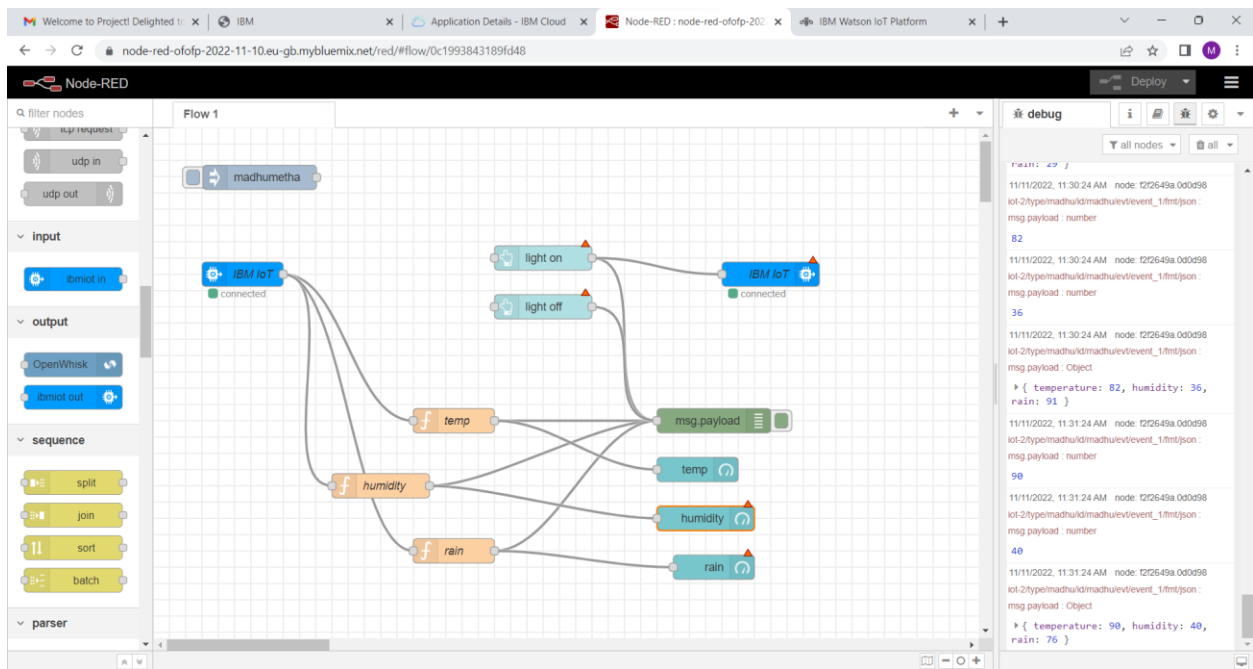 Welcome to Project! Delighted to
IBM
Application Details - IBM Cloud
Node-RED : node-red-ofofp-202
IBM Watson IoT Platform
node-red-ofofp-2022-11-10.eu-gb.mybluemix.net/red/#flow/0c1993843189fd48
M
Node-RED
Deploy
filter nodes
Flow 1
debug
i
all nodes
all
tcp request
udp in
udp out
input
ibmiot in
output
OpenWhisk
ibmiot out
sequence
split
join
sort
batch
parser
madhumetha
IBM IoT
connected
light on
light off
IBM IoT
connected
temp
msg.payload
temp
humidity
humidity
rain
rain
rain: 29 }
11/11/2022, 11:30:24 AM node: f2f2649a.0d0d98
iot-2/type/madhu/id/madhu/evt/event_1/fmt/json :
msg.payload : number
82
11/11/2022, 11:30:24 AM node: f2f2649a.0d0d98
iot-2/type/madhu/id/madhu/evt/event_1/fmt/json :
msg.payload : number
36
11/11/2022, 11:30:24 AM node: f2f2649a.0d0d98
iot-2/type/madhu/id/madhu/evt/event_1/fmt/json :
msg.payload : Object
{ temperature: 82, humidity: 36,
rain: 91 }
11/11/2022, 11:31:24 AM node: f2f2649a.0d0d98
iot-2/type/madhu/id/madhu/evt/event_1/fmt/json :
msg.payload : number
90
11/11/2022, 11:31:24 AM node: f2f2649a.0d0d98
iot-2/type/madhu/id/madhu/evt/event_1/fmt/json :
msg.payload : number
40
11/11/2022, 11:31:24 AM node: f2f2649a.0d0d98
iot-2/type/madhu/id/madhu/evt/event_1/fmt/json :
msg.payload : Object
{ temperature: 90, humidity: 40,
rain: 76 }